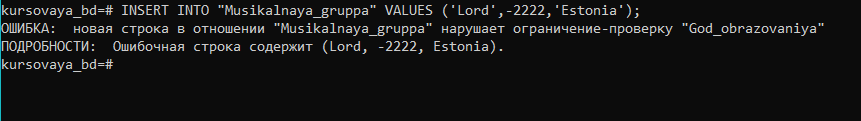 kursovaya_bd=# INSERT INTO "Musikalnaya_gruppa" VALUES ('Lord',-2222,'Estonia');
ОШИБКА:  новая строка в отношении "Musikalnaya_gruppa" нарушает ограничение-проверку "God_obrazovaniya"
ПОДРОБНОСТИ:  Ошибочная строка содержит (Lord, -2222, Estonia).
kursovaya_bd=#